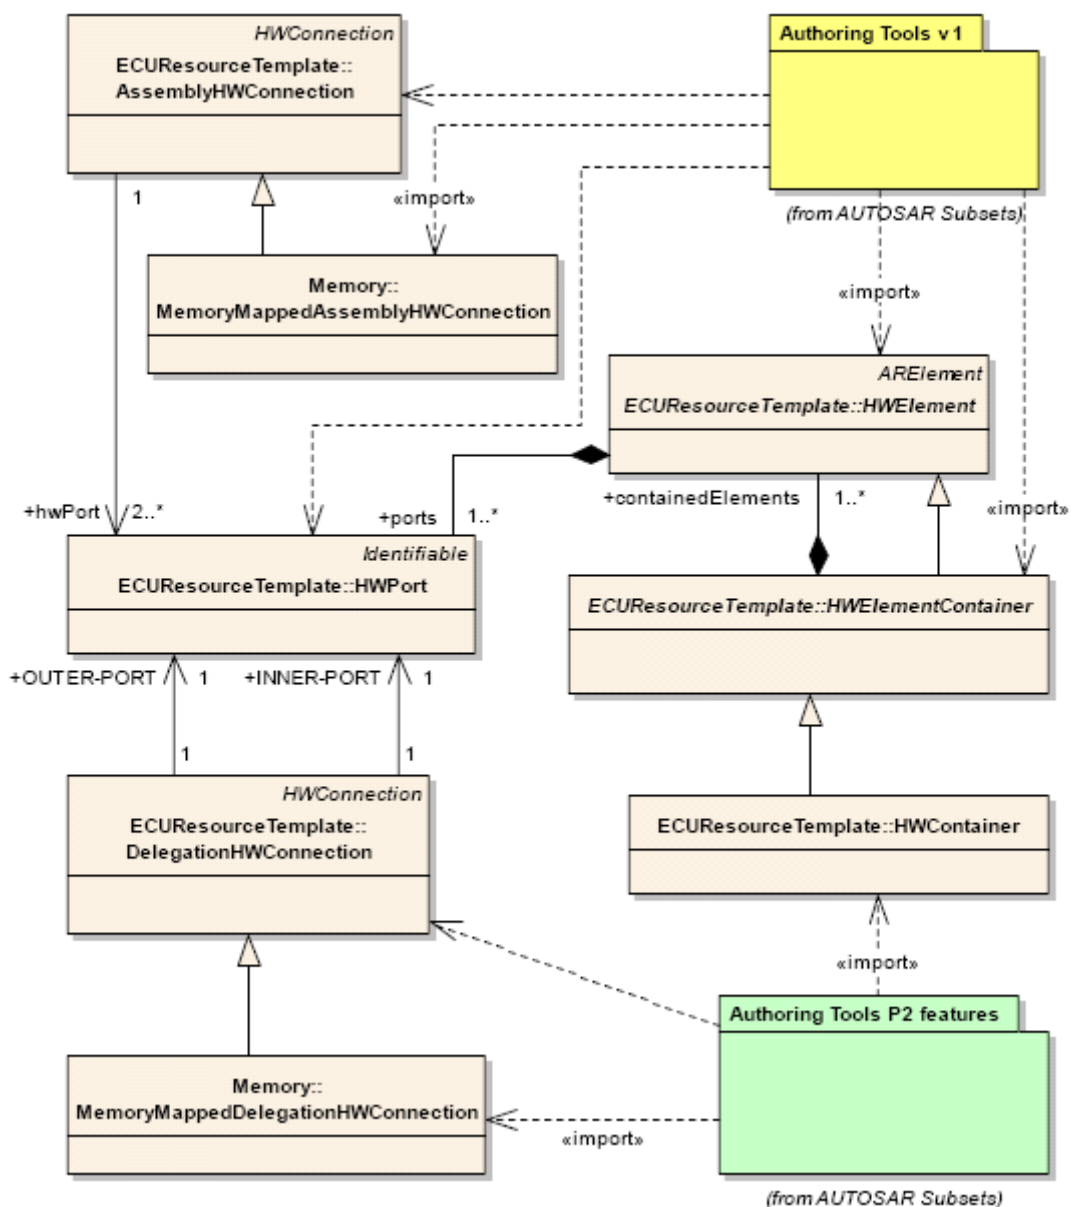 HWConnection
ECUResourceTemplate::
AssemblyHWConnection
Authoring Tools v1
(from AUTOSAR Subsets)
1
«import»
Memory::
MemoryMappedAssemblyHWConnection
«import»
ARElement
ECUResourceTemplate::HWElement
+containedElements
1..*
«import»
+hwPort
2..*
+ports
1..*
Identifiable
ECUResourceTemplate::HWPort
ECUResourceTemplate::HWElementContainer
+OUTER-PORT
1
+INNER-PORT
1
1
1
HWConnection
ECUResourceTemplate::
DelegationHWConnection
ECUResourceTemplate::HWContainer
«import»
Authoring Tools P2 features
Memory::
MemoryMappedDelegationHWConnection
«import»
(from AUTOSAR Subsets)